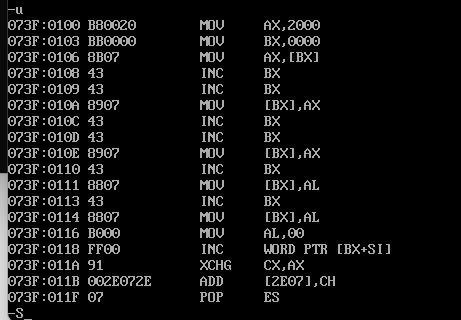 -u
073F:0100 B80020 MOV AX,2000
073F:0103 BB0000 MOV BX,0000
073F:0106 8B07 MOV AX,[BX]
073F:0108 43 INC BX
073F:0109 43 INC BX
073F:010A 8907 MOV [BX],AX
073F:010C 43 INC BX
073F:010D 43 INC BX
073F:010E 8907 MOV [BX],AX
073F:0110 43 INC BX
073F:0111 8807 MOV [BX],AL
073F:0113 43 INC BX
073F:0114 8807 MOV [BX],AL
073F:0116 B000 MOV AL,00
073F:0118 FF00 INC WORD PTR [BX+SI]
073F:011A 91 XCHG CX,AX
073F:011B 002E072E ADD [2E07],CH
073F:011F 07 POP ES
-S_